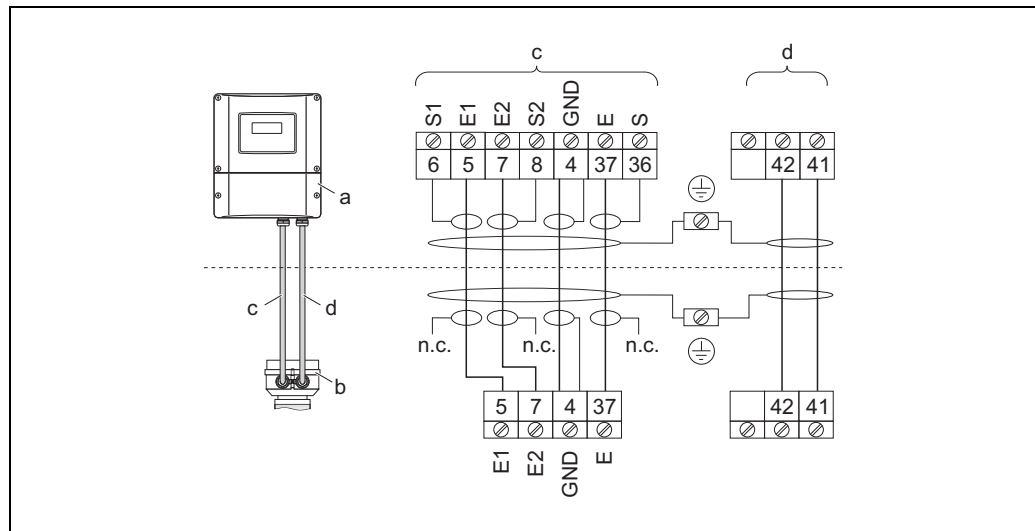 c
d
S1 E1 E2 S2 GND E S
6 5 7 8 4 37 36
42 41
a
c
d
n.c. n.c. n.c.
b
5 7 4 37
42 41
E1 E2 GND E